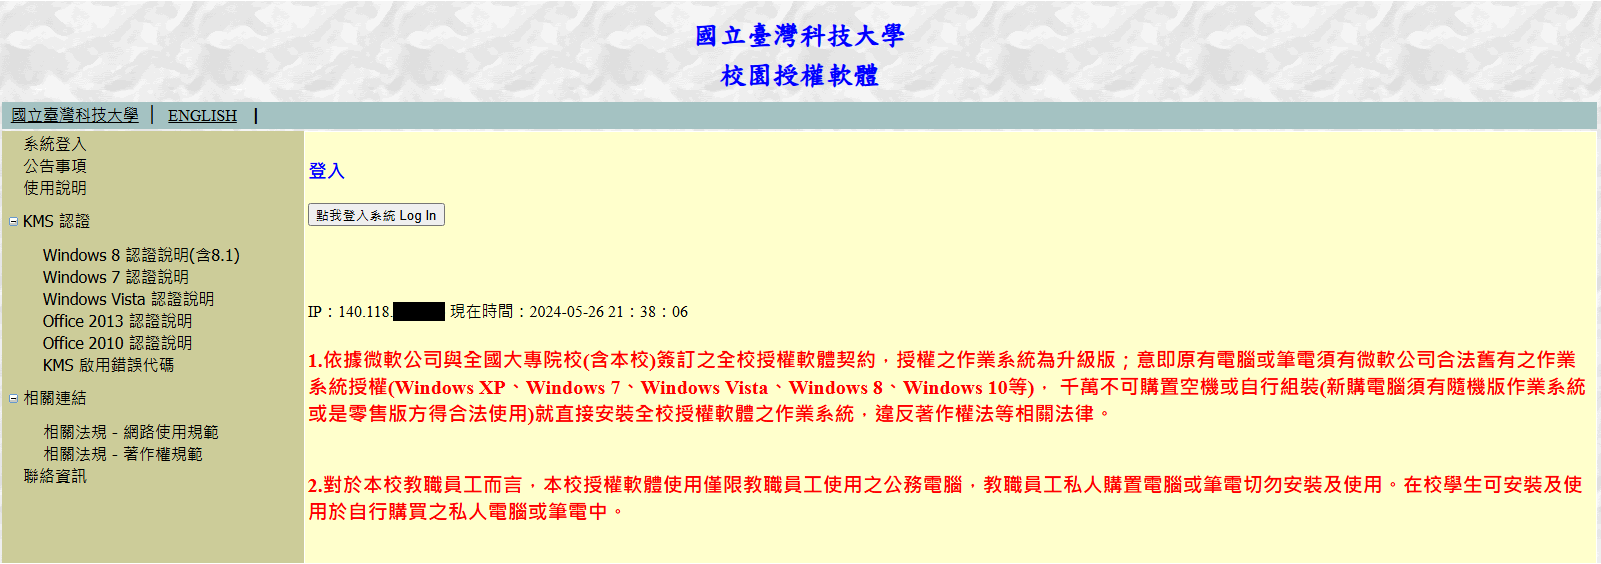 國立臺灣科技大學
校園授權軟體
國立臺灣科技大學 | ENGLISH |
系統登入
公告事項
使用說明
KMS 認證
Windows 8 認證說明(含8.1)
Windows 7 認證說明
Windows Vista 認證說明
Office 2013 認證說明
Office 2010 認證說明
KMS 啟用錯誤代碼
相關連結
相關法規 - 網路使用規範
相關法規 - 著作權規範
聯絡資訊
登入
點我登入系統 Log In
IP：140.118. 現在時間：2024-05-26 21：38：06
1.依據微軟公司與全國大專院校(含本校)簽訂之全校授權軟體契約，授權之作業系統為升級版；意即原有電腦或筆電須有微軟公司合法舊有之作業
系統授權(Windows XP、Windows 7、Windows Vista、Windows 8、Windows 10等)， 千萬不可購置空機或自行組裝(新購電腦須有隨機版作業系統
或是零售版方得合法使用)就直接安裝全校授權軟體之作業系統，違反著作權法等相關法律。
2.對於本校教職員工而言，本校授權軟體使用僅限教職員工使用之公務電腦，教職員工私人購置電腦或筆電切勿安裝及使用。在校學生可安裝及使
用於自行購買之私人電腦或筆電中。